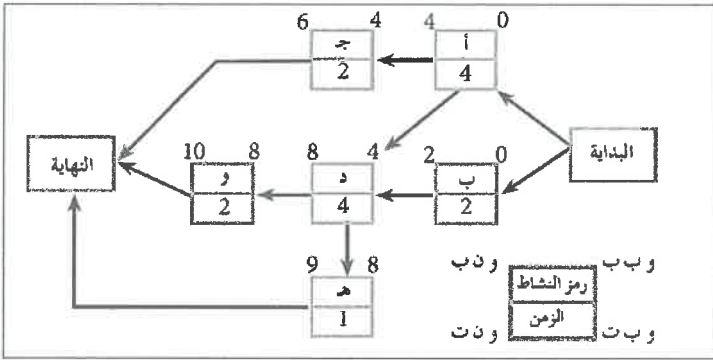 6 4 4 0
جـ أ
2 4
البداية
0 2 4 8 8 10
ب د و
2 4 2
النهاية
8 9
هـ
1
و ب ب و ن ب
رمز النشاط
الزمن
و ب ت و ن ت